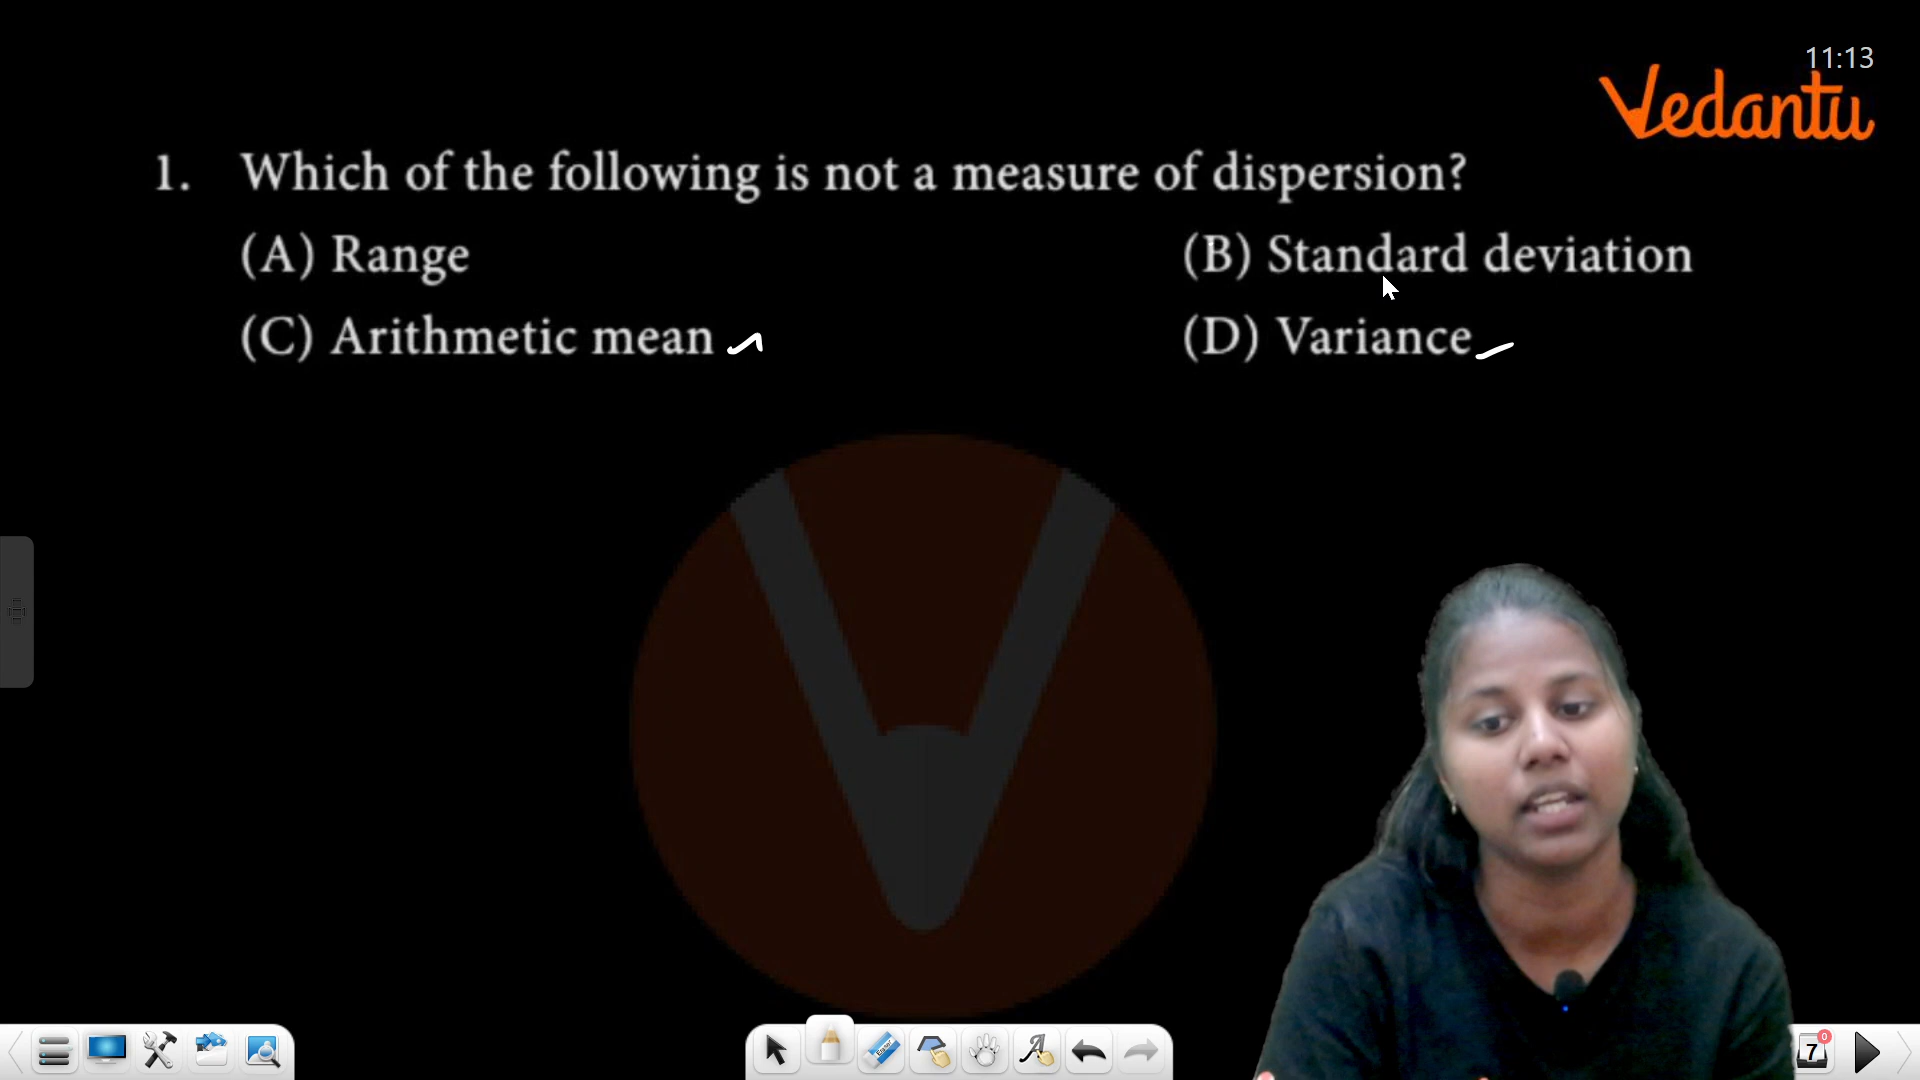 11:13
Vedantu
1. Which of the following is not a measure of dispersion?
(A) Range (B) Standard deviation
(C) Arithmetic mean (D) Variance
7
0